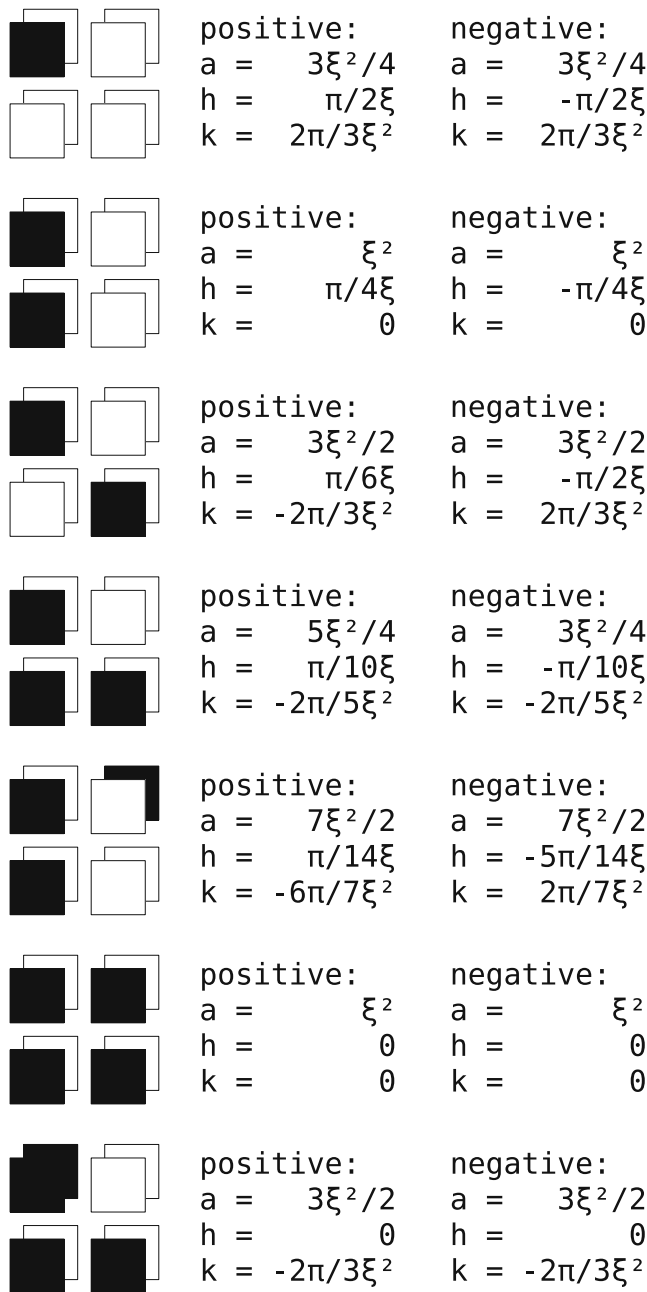 positive: negative:
a = 3ξ²/4 a = 3ξ²/4
h = π/2ξ h = -π/2ξ
k = 2π/3ξ² k = 2π/3ξ²
positive: negative:
a = ξ² a = ξ²
h = π/4ξ h = -π/4ξ
k = 0 k = 0
positive: negative:
a = 3ξ²/2 a = 3ξ²/2
h = π/6ξ h = -π/2ξ
k = -2π/3ξ² k = 2π/3ξ²
positive: negative:
a = 5ξ²/4 a = 3ξ²/4
h = π/10ξ h = -π/10ξ
k = -2π/5ξ² k = -2π/5ξ²
positive: negative:
a = 7ξ²/2 a = 7ξ²/2
h = π/14ξ h = -5π/14ξ
k = -6π/7ξ² k = 2π/7ξ²
positive: negative:
a = ξ² a = ξ²
h = 0 h = 0
k = 0 k = 0
positive: negative:
a = 3ξ²/2 a = 3ξ²/2
h = 0 h = 0
k = -2π/3ξ² k = -2π/3ξ²